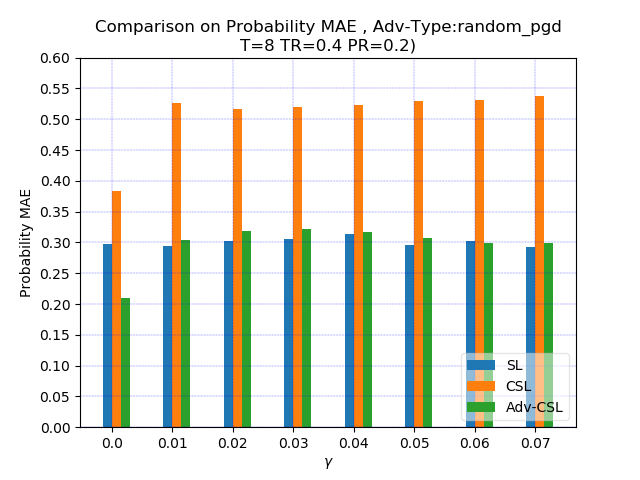 Comparison on Probability MAE , Adv-Type:random_pgd
T=8 TR=0.4 PR=0.2)
0.60
0.55
0.50
0.45
0.40
0.35
0.30
0.25
0.20
0.15
0.10
0.05
0.00
Probability MAE
SL
CSL
Adv-CSL
0.0 0.01 0.02 0.03 0.04 0.05 0.06 0.07
γ